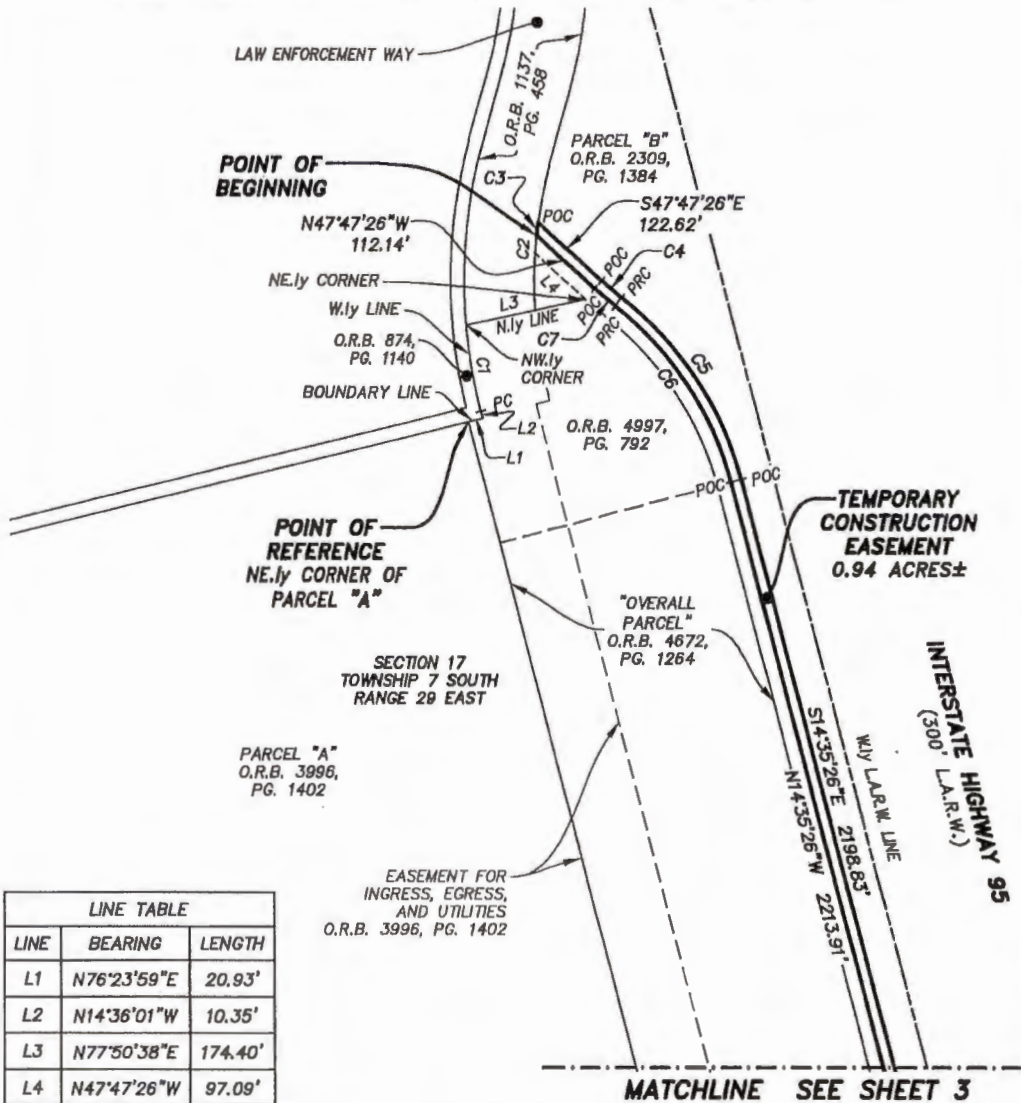 LAW ENFORCEMENT WAY
O.R.B. 1137,
PG. 458
PARCEL "B"
O.R.B. 2309,
PG. 1384
POINT OF
BEGINNING
C3
POC
S47°47'26"E
122.62'
N47°47'26"W
112.14'
C2
POC
C4
PRC
NE.ly CORNER
L4
L3
N.ly LINE
POC
C7
PRC
W.ly LINE
O.R.B. 874,
PG. 1140
C1
NW.ly
CORNER
C5
C6
BOUNDARY LINE
PC
L2
L1
O.R.B. 4997,
PG. 792
POC
POC
POINT OF
REFERENCE
NE.ly CORNER OF
PARCEL "A"
TEMPORARY
CONSTRUCTION
EASEMENT
0.94 ACRES±
"OVERALL
PARCEL"
O.R.B. 4672,
PG. 1264
SECTION 17
TOWNSHIP 7 SOUTH
RANGE 29 EAST
INTERSTATE HIGHWAY 95
(300' L.A.R.W.)
W.ly L.A.R.W. LINE
S14°35'26"E 2198.83'
N14°35'26"W 2213.91'
PARCEL "A"
O.R.B. 3996,
PG. 1402
EASEMENT FOR
INGRESS, EGRESS,
AND UTILITIES
O.R.B. 3996, PG. 1402
LINE TABLE
LINE BEARING LENGTH
L1 N76°23'59"E 20.93'
L2 N14°36'01"W 10.35'
L3 N77°50'38"E 174.40'
L4 N47°47'26"W 97.09'
MATCHLINE SEE SHEET 3